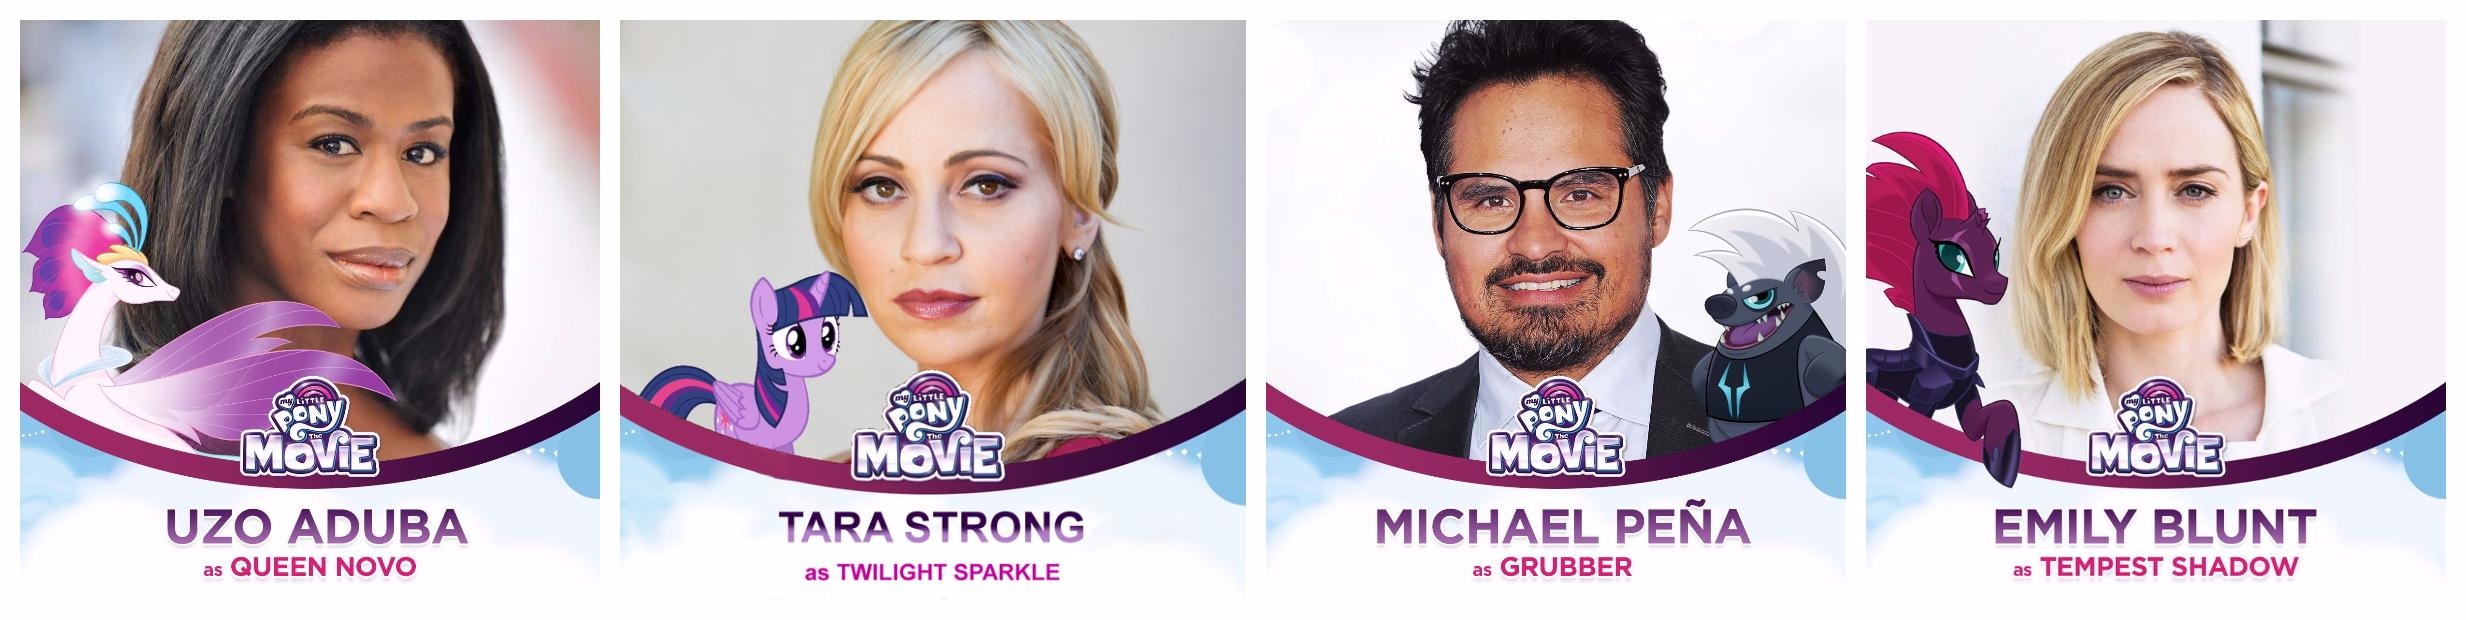 MY LITTLE
PONY
The
MOVIE
UZO ADUBA
as QUEEN NOVO
MY LITTLE
PONY
The
MOVIE
TARA STRONG
as TWILIGHT SPARKLE
MY LITTLE
PONY
The
MOVIE
MICHAEL PEÑA
as GRUBBER
MY LITTLE
PONY
The
MOVIE
EMILY BLUNT
as TEMPEST SHADOW